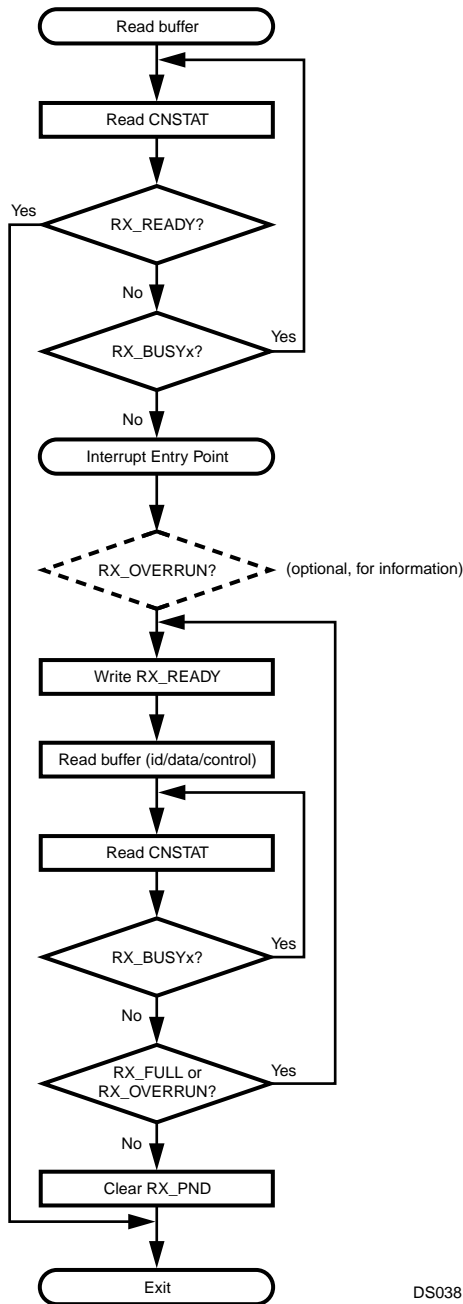 Read buffer
Read CNSTAT
Yes
RX_READY?
No
RX_BUSYx?
Yes
No
Interrupt Entry Point
RX_OVERRUN?
(optional, for information)
Write RX_READY
Read buffer (id/data/control)
Read CNSTAT
RX_BUSYx?
Yes
No
RX_FULL or
RX_OVERRUN?
Yes
No
Clear RX_PND
Exit
DS038